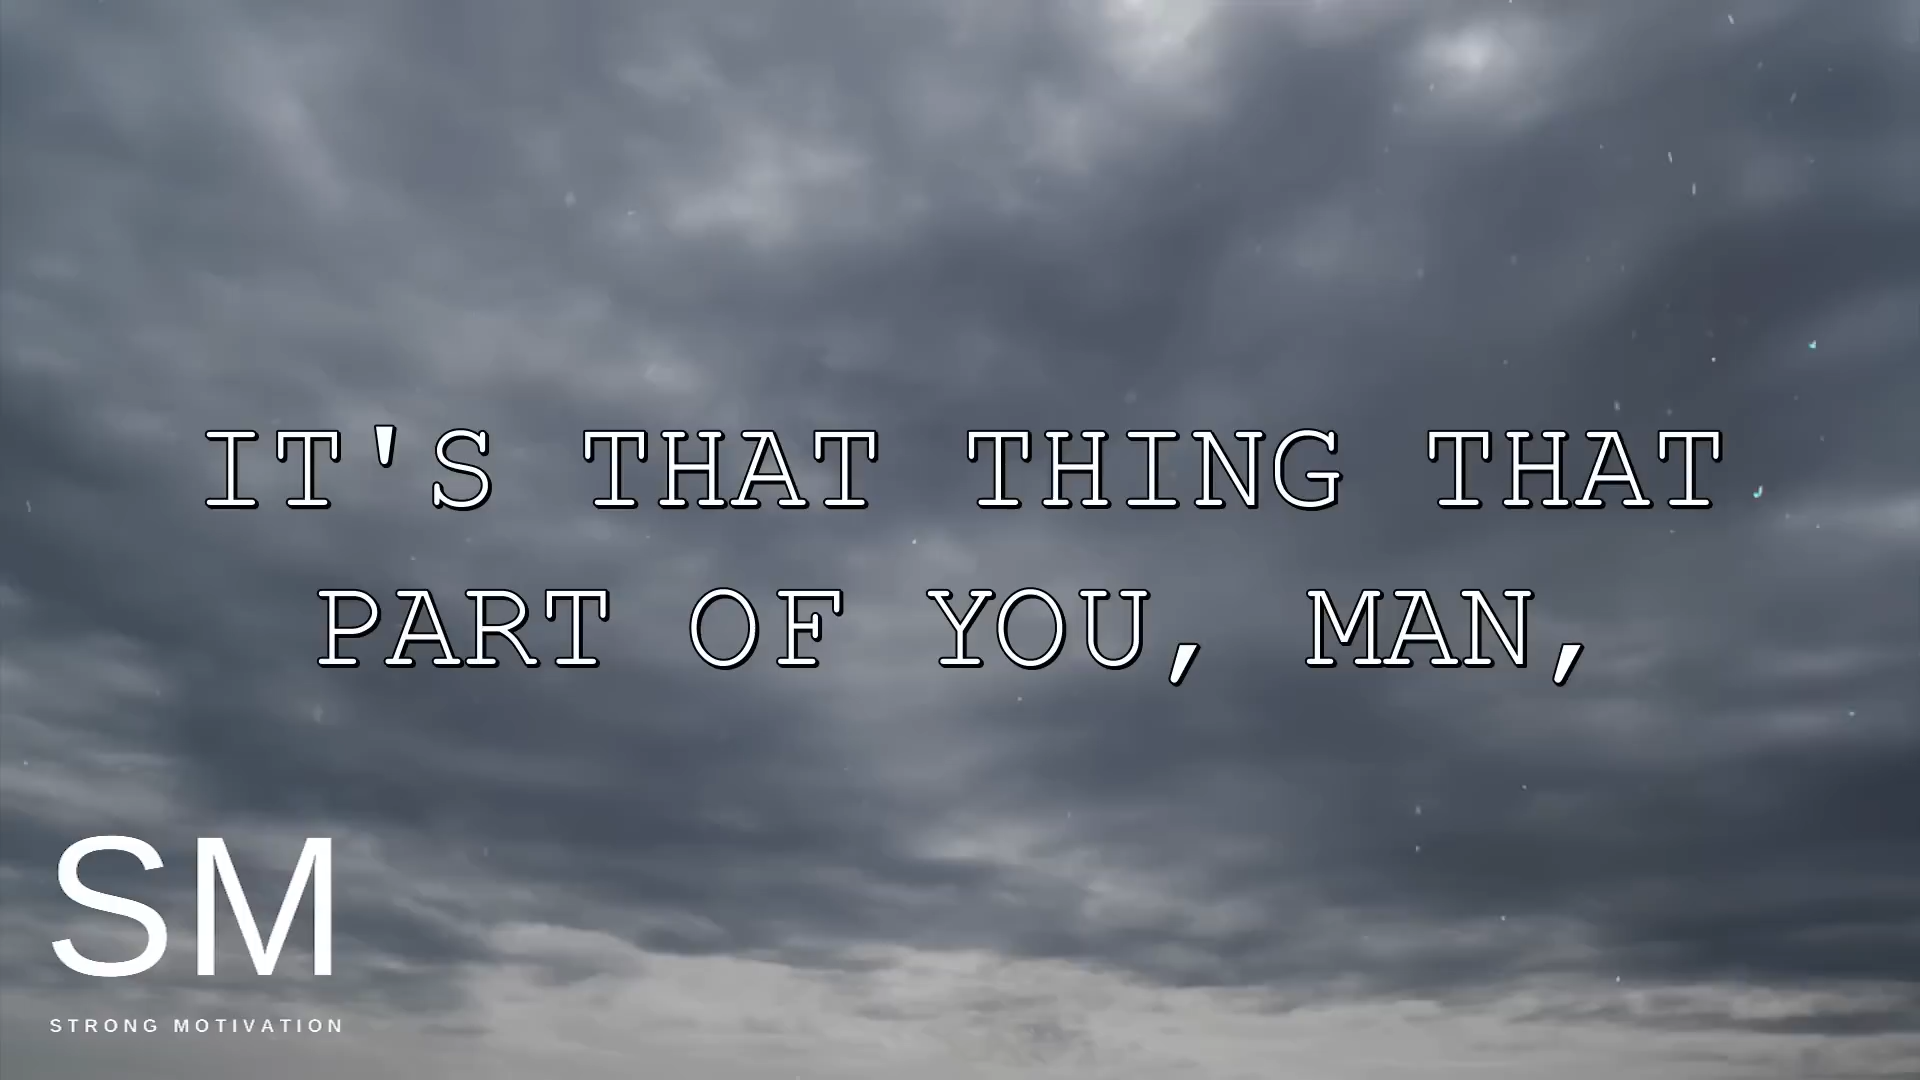 IT'S THAT THING THAT
PART OF YOU, MAN,
SM
STRONG MOTIVATION